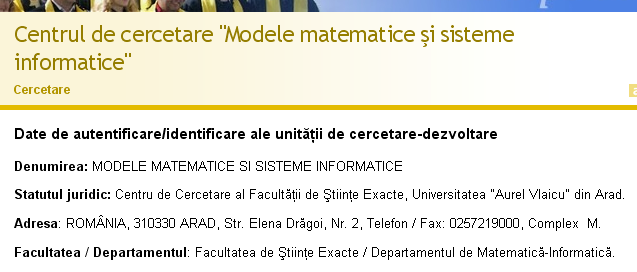 Centrul de cercetare "Modele matematice şi sisteme
informatice"
Cercetare
Date de autentificare/identificare ale unităţii de cercetare-dezvoltare
Denumirea: MODELE MATEMATICE SI SISTEME INFORMATICE
Statutul juridic: Centru de Cercetare al Facultăţii de Ştiinţe Exacte, Universitatea "Aurel Vlaicu" din Arad.
Adresa: ROMÂNIA, 310330 ARAD, Str. Elena Drăgoi, Nr. 2, Telefon / Fax: 0257219000, Complex M.
Facultatea / Departamentul: Facultatea de Ştiinţe Exacte / Departamentul de Matematică-Informatică.